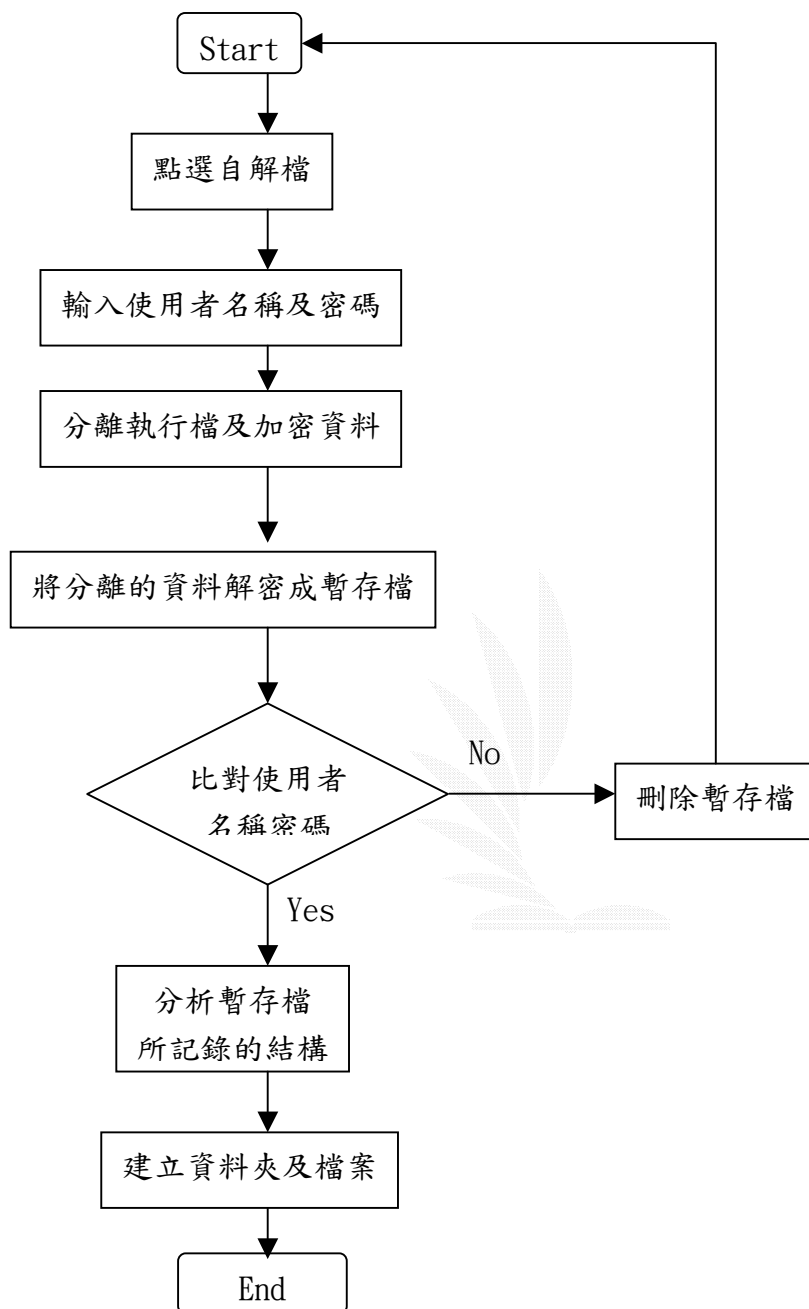 Start
點選自解檔
輸入使用者名稱及密碼
分離執行檔及加密資料
將分離的資料解密成暫存檔
比對使用者
名稱密碼
No
刪除暫存檔
Yes
分析暫存檔
所記錄的結構
建立資料夾及檔案
End